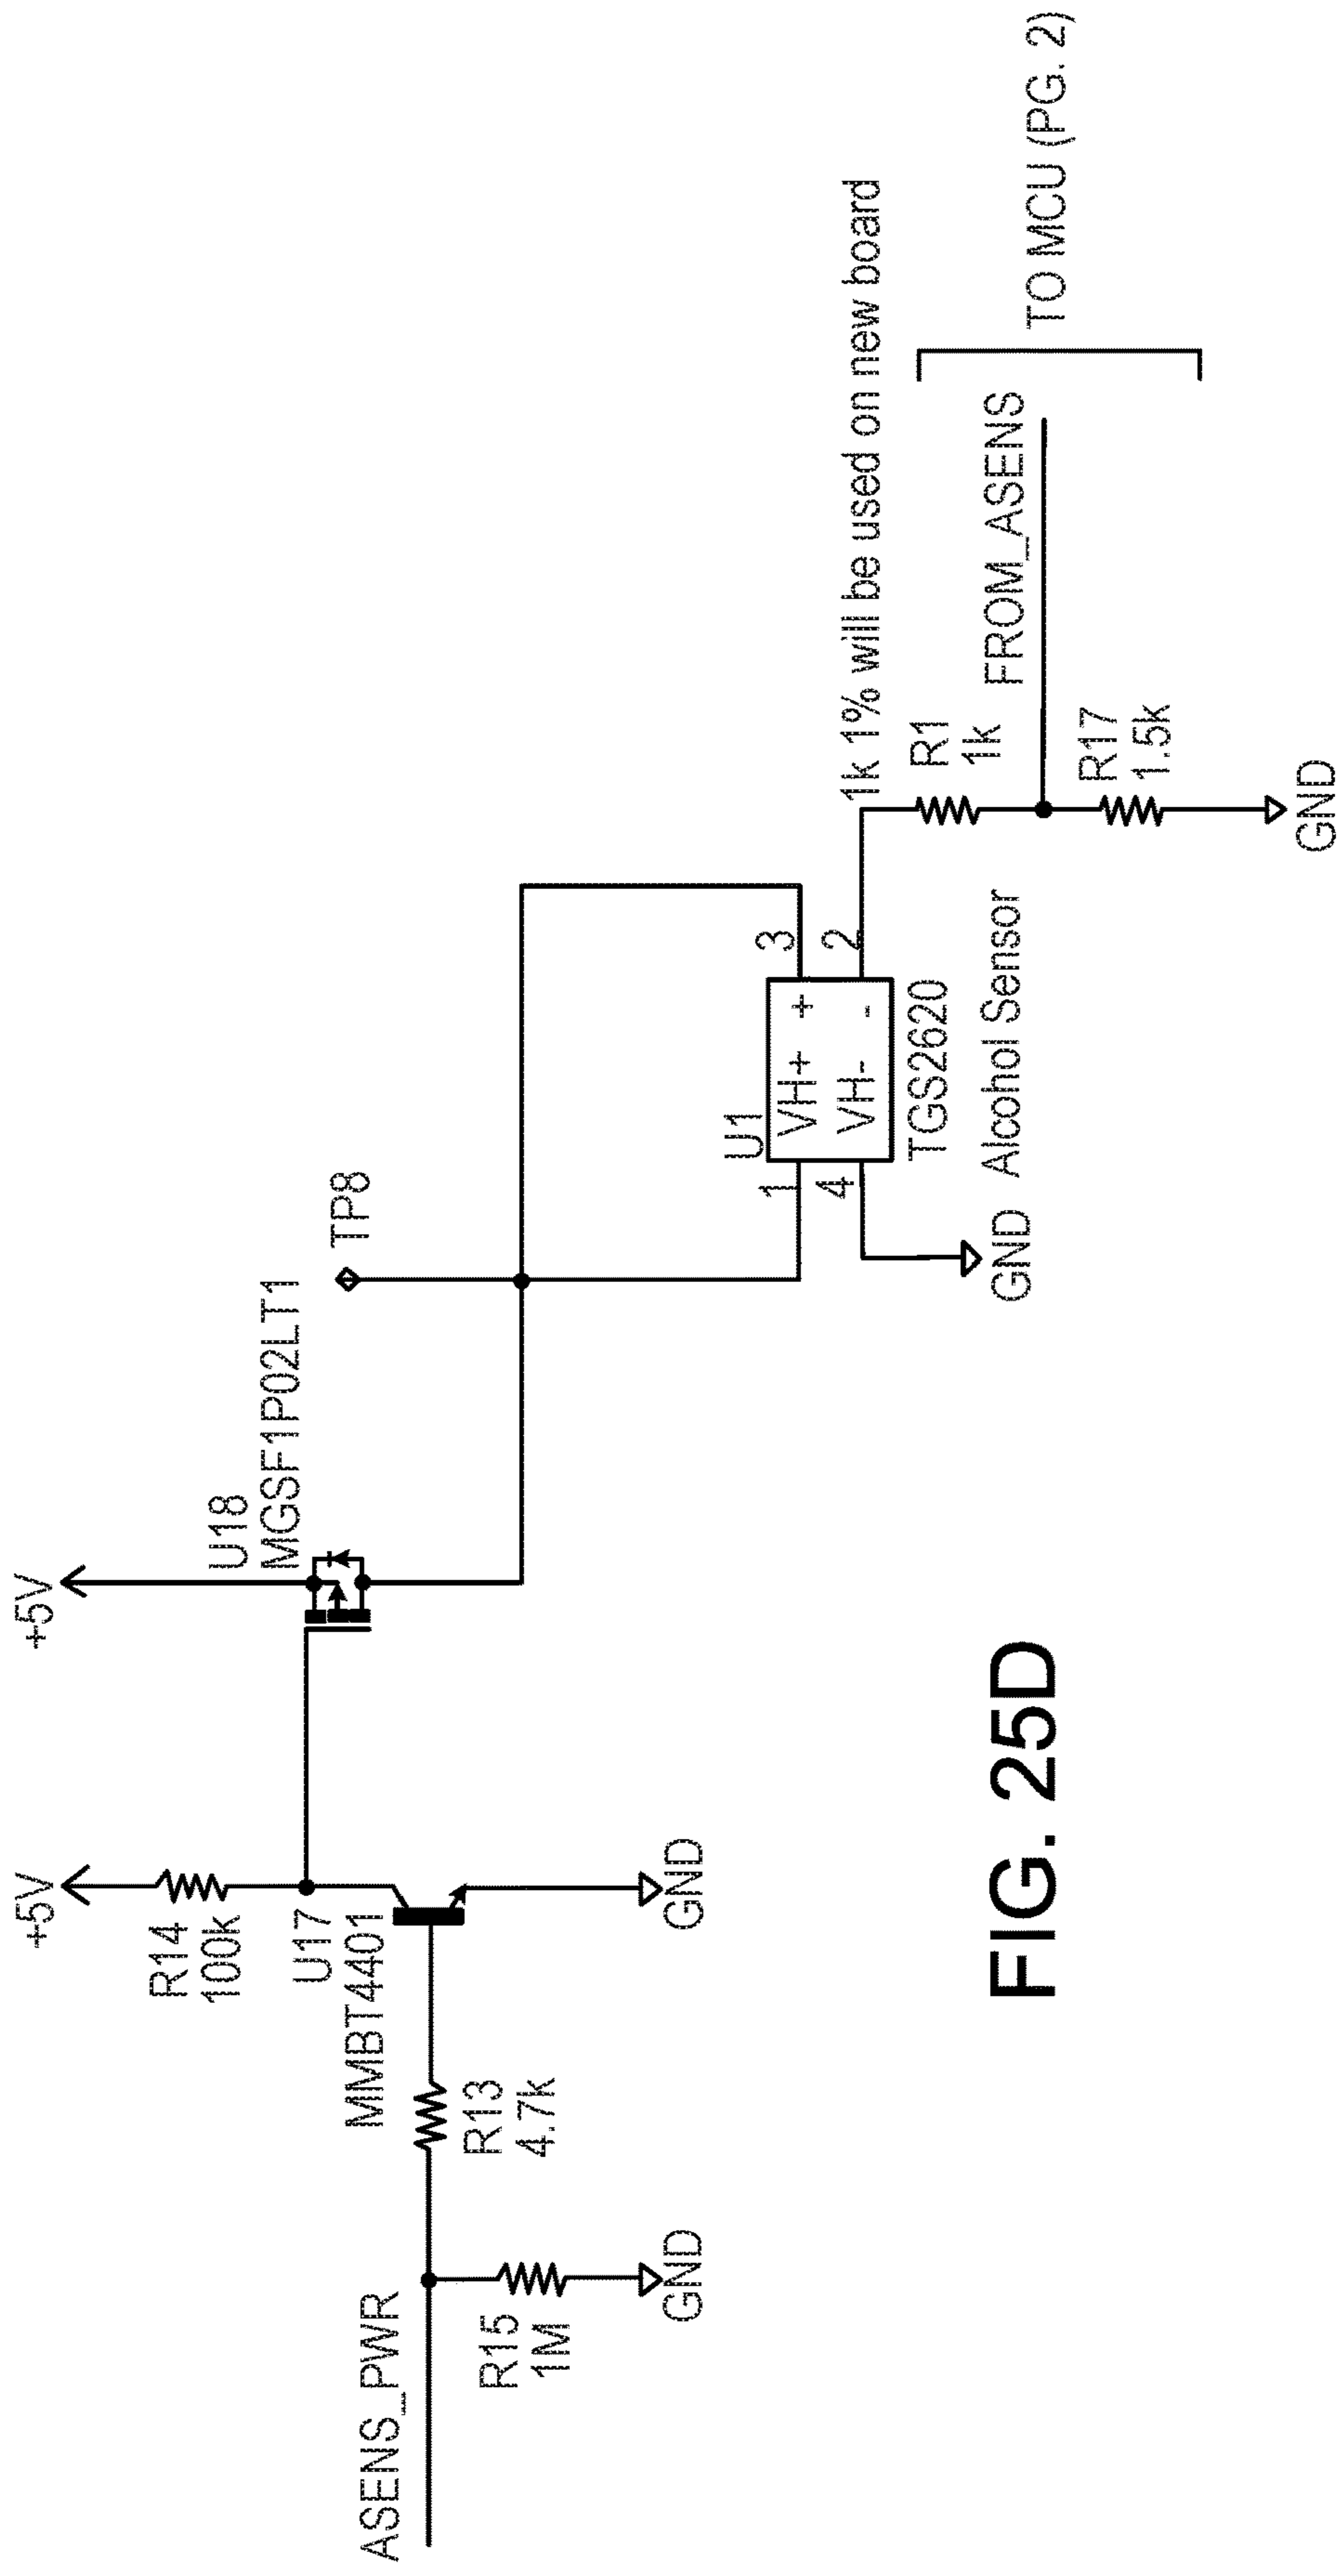 +5V
+5V
R14
100k
U17
MMBT4401
U18
MGSF1P02LT1
TP8
ASENS_PWR
R13
4.7k
R15
1M
GND
GND
U1
1
VH+ +
3
4
VH- -
2
TGS2620
GND
Alcohol Sensor
1k 1% will be used on new board
R1
1k
FROM_ASENS
R17
1.5k
GND
TO MCU (PG. 2)
FIG. 25D